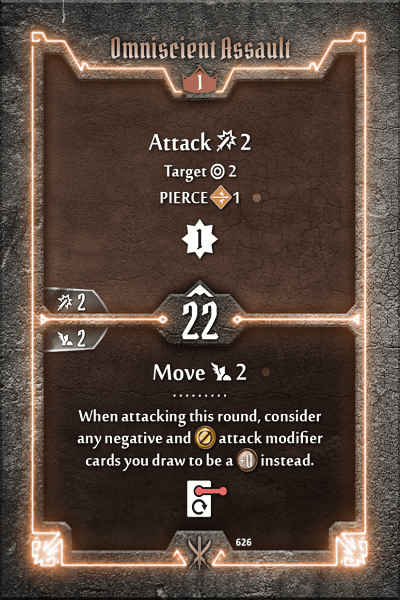 Omniscient Assault
1
Attack 2
Target 2
PIERCE 1
1
2
22
2
Move 2
When attacking this round, consider
any negative and attack modifier
cards you draw to be a +0 instead.
626